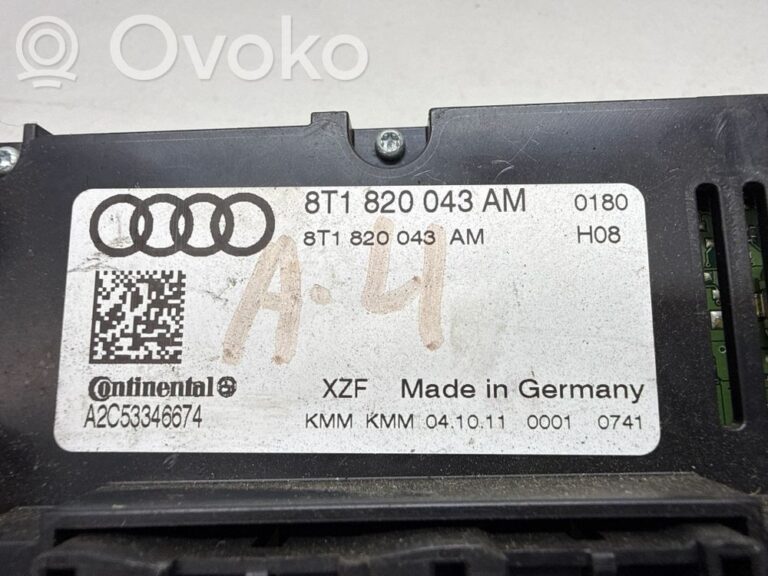 Ovoko
8T1 820 043 AM 0180
8T1 820 043 AM H08
A-4
Continental XZF Made in Germany
A2C53346674 KMM KMM 04.10.11 0001 0741